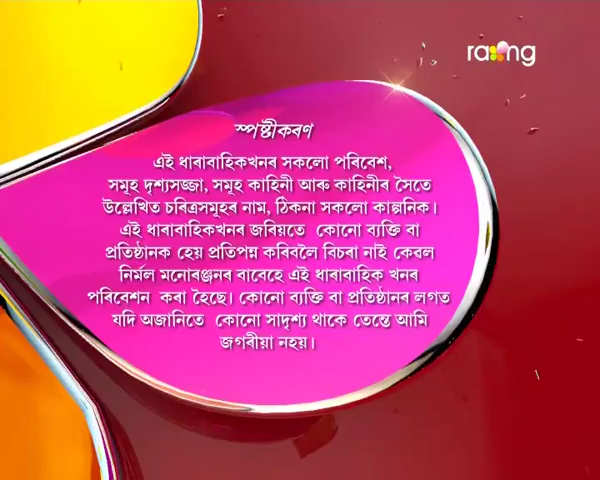 rang
স্পষ্টীকৰণ
এই ধাৰাবাহিকখনৰ সকলো পৰিবেশ,
সমূহ দৃশ্যসজ্জা, সমূহ কাহিনী আৰু কাহিনীৰ সৈতে
উল্লেখিত চৰিত্ৰসমূহৰ নাম, ঠিকনা সকলো কাল্পনিক।
এই ধাৰাবাহিকখনৰ জৰিয়তে কোনো ব্যক্তি বা
প্ৰতিষ্ঠানক হেয় প্ৰতিপন্ন কৰিবলৈ বিচৰা নাই কেৱল
নিৰ্মল মনোৰঞ্জনৰ বাবেহে এই ধাৰাবাহিক খনৰ
পৰিবেশন কৰা হৈছে। কোনো ব্যক্তি বা প্ৰতিষ্ঠানৰ লগত
যদি অজানিতে কোনো সাদৃশ্য থাকে তেন্তে আমি
জগৰীয়া নহয়।